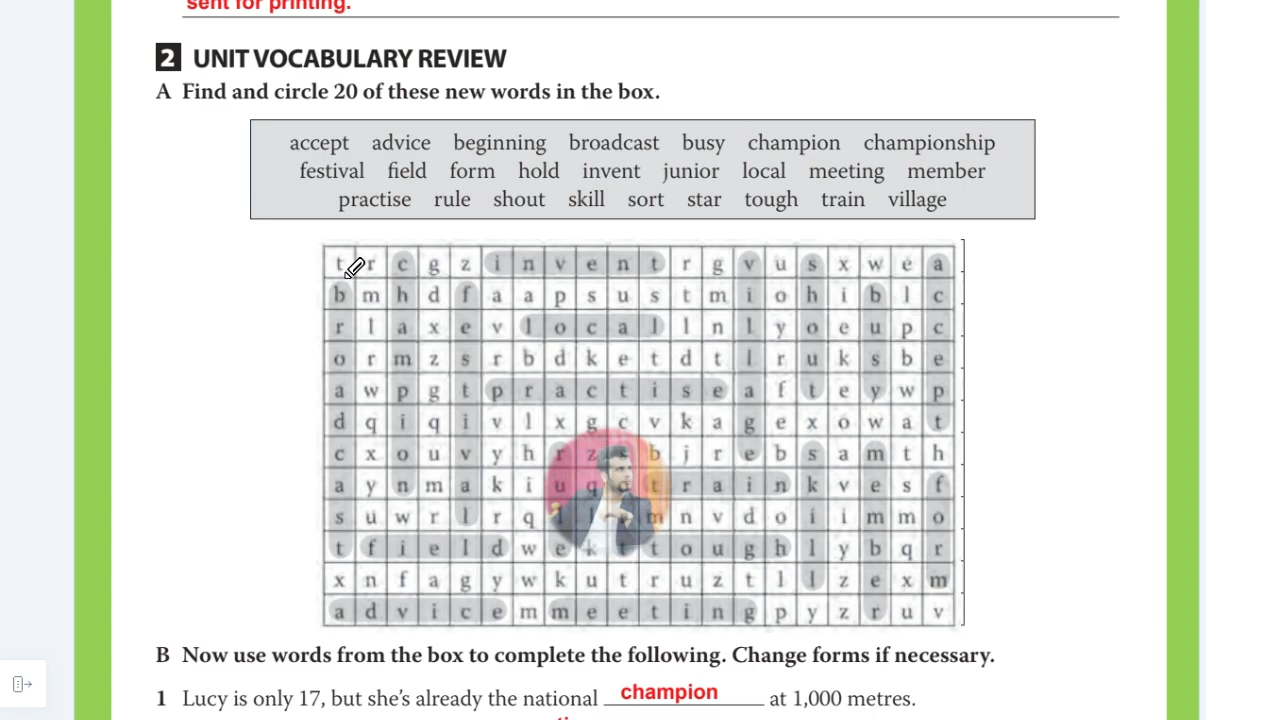 sent for printing.
2 UNIT VOCABULARY REVIEW
A Find and circle 20 of these new words in the box.
accept advice beginning broadcast busy champion championship
festival field form hold invent junior local meeting member
practise rule shout skill sort star tough train village
t r c g z i n v e n t r g v u s x w e a
b m h d f a a p s u s t m i o h i b l c
r l a x e v l o c a l l n l y o e u p c
o r m z s r b d k e t d t l r u k s b e
a w p g t p r a c t i s e a f t e y w p
d q i q i v l x g c v k a g e x o w a t
c x o u v y h r z b j r e b s a m t h
a y n m a k i u q t r a i n k v e s f
s u w r l r q l m n v d o i i m m o
t f i e l d w e k t t o u g h l y b q r
x n f a g y w k u t r u z t l l z e x m
a d v i c e m m e e t i n g p y z r u v
B Now use words from the box to complete the following. Change forms if necessary.
1 Lucy is only 17, but she's already the national champion at 1,000 metres.